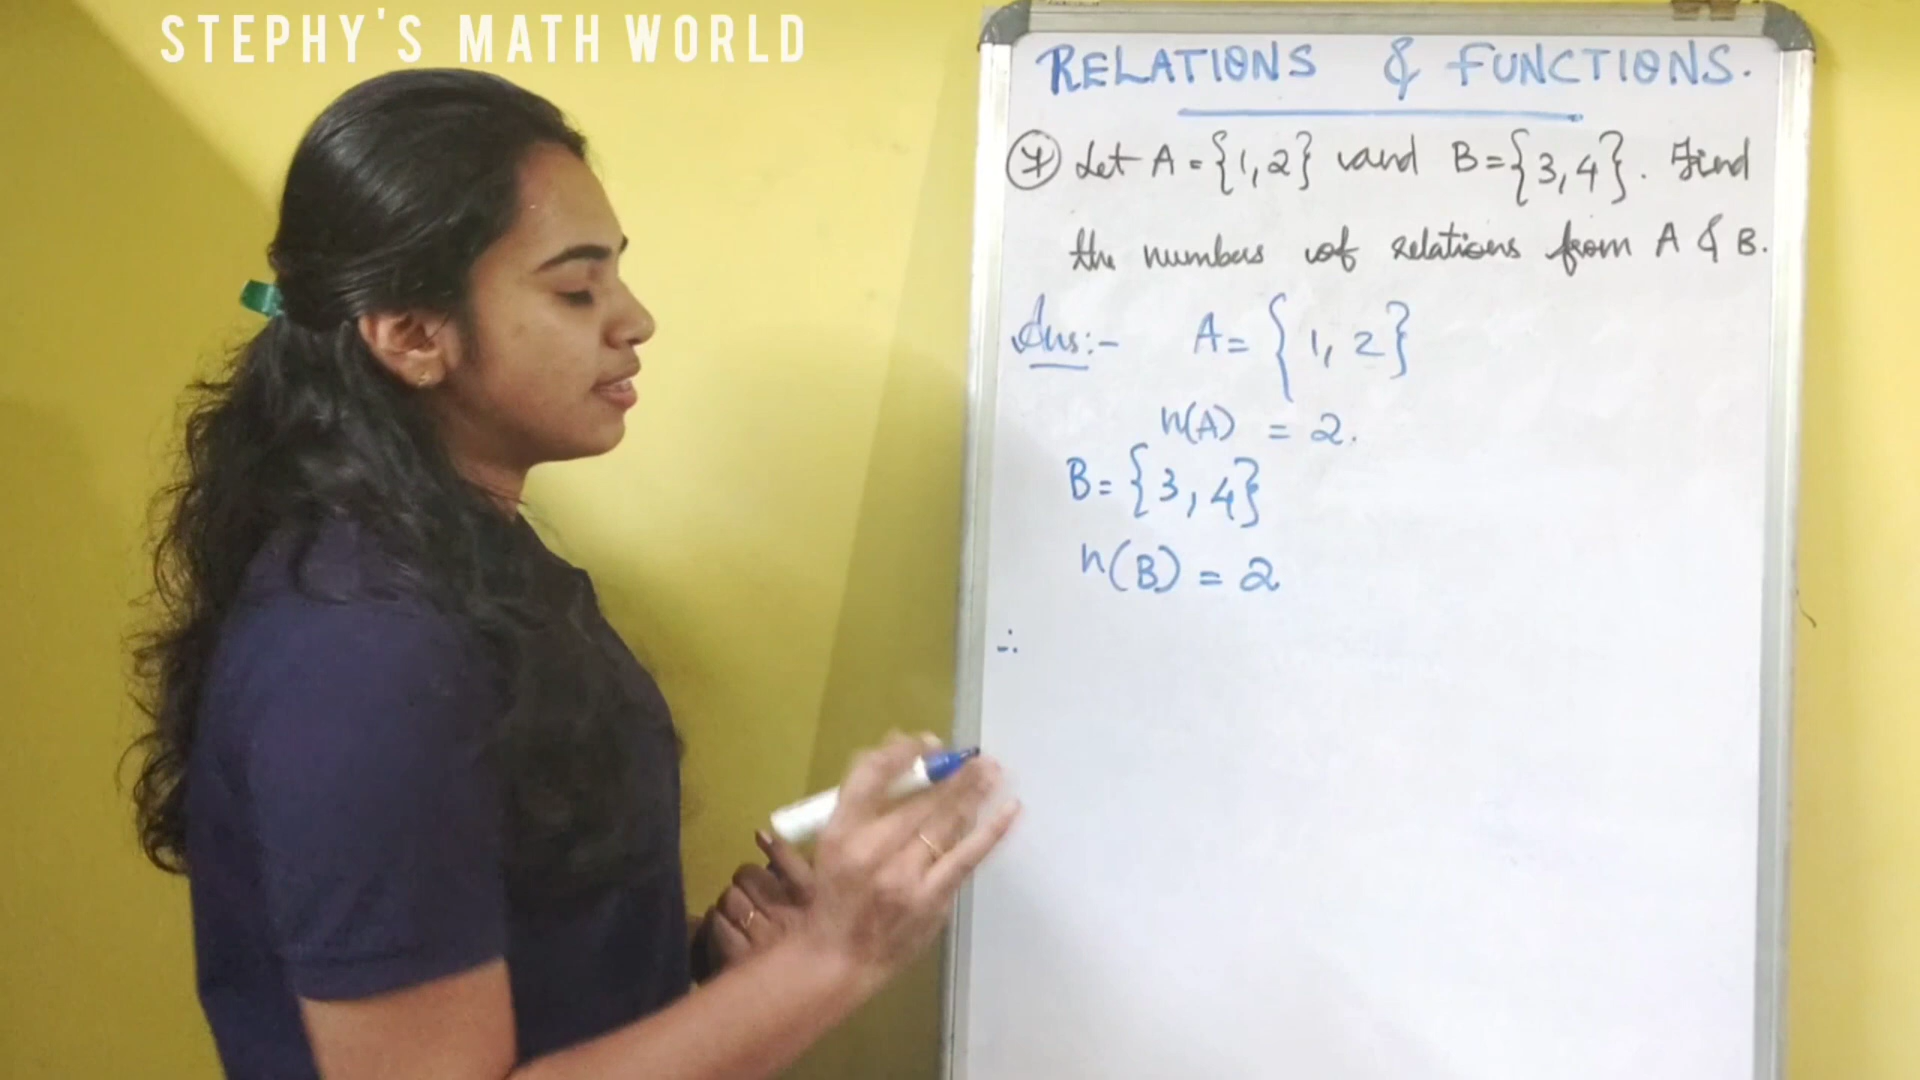 STEPHY'S MATH WORLD
RELATIONS & FUNCTIONS.
Let A = {1, 2} and B = {3, 4}. Find
the numbers of relations from A & B.
Ans:- A = {1, 2}
n(A) = 2.
B = {3, 4}
n(B) = 2
∴